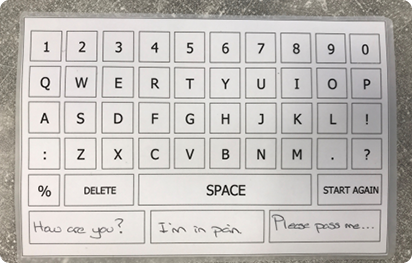 1 2 3 4 5 6 7 8 9 0
Q W E R T Y U I O P
A S D F G H J K L !
: Z X C V B N M . ?
% DELETE SPACE START AGAIN
How are you? I'm in pain Please pass me...